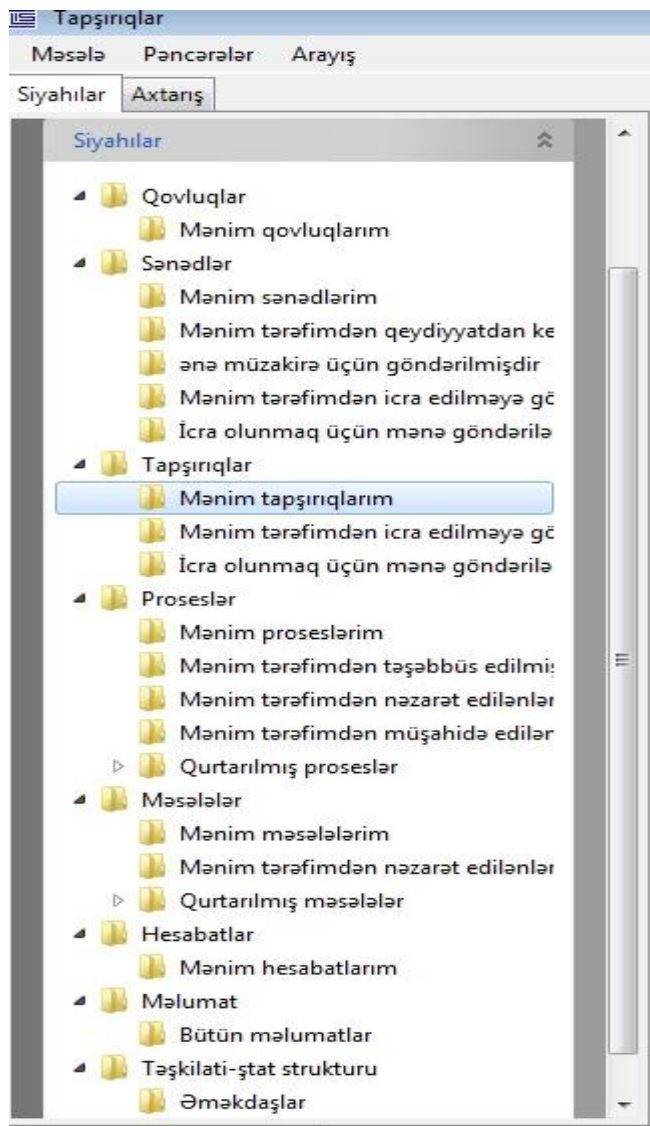 Tapşırıqlar
Məsələ Pəncərələr Arayış
Siyahılar Axtarış
Siyahılar
Qovluqlar
Mənim qovluqlarım
Sənədlər
Mənim sənədlərim
Mənim tərəfimdən qeydiyyatdan ke
ənə müzakirə üçün göndərilmişdir
Mənim tərəfimdən icra edilməyə gö
İcra olunmaq üçün mənə göndərilə
Tapşırıqlar
Mənim tapşırıqlarım
Mənim tərəfimdən icra edilməyə gö
İcra olunmaq üçün mənə göndərilə
Proseslər
Mənim proseslərim
Mənim tərəfimdən təşəbbüs edilmiş
Mənim tərəfimdən nəzarət edilənlər
Mənim tərəfimdən müşahidə edilən
Qurtarılmış proseslər
Məsələlər
Mənim məsələlərim
Mənim tərəfimdən nəzarət edilənlər
Qurtarılmış məsələlər
Hesabatlar
Mənim hesabatlarım
Məlumat
Bütün məlumatlar
Təşkilati-ştat strukturu
Əməkdaşlar